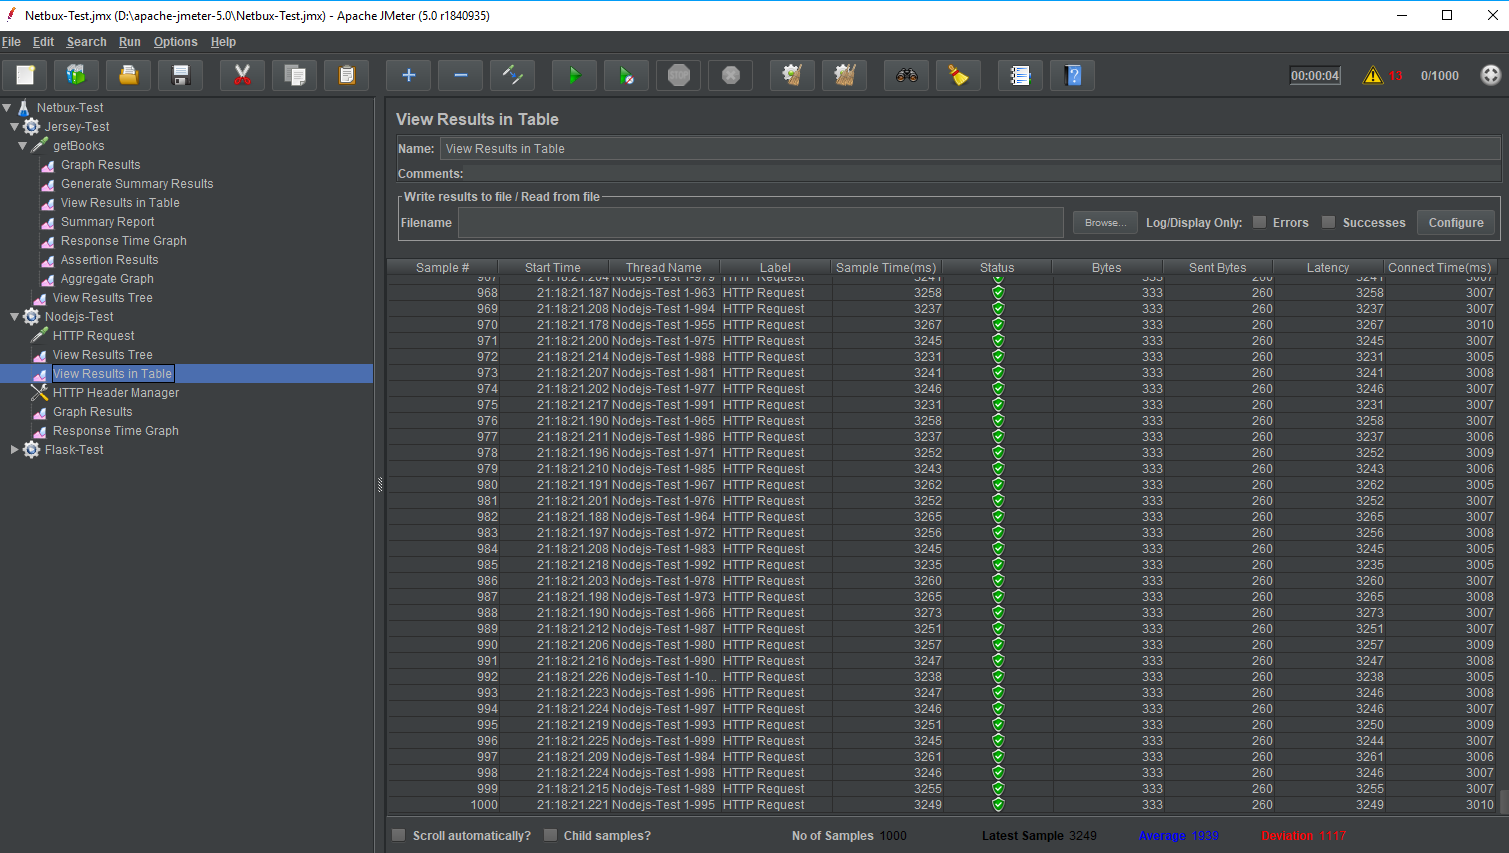 Netbux-Test.jmx (D:\apache-jmeter-5.0\Netbux-Test.jmx) - Apache JMeter (5.0 r1840935)
File Edit Search Run Options Help
STOP 00:00:04 13 0/1000
Netbux-Test
Jersey-Test
getBooks
Graph Results
Generate Summary Results
View Results in Table
Summary Report
Response Time Graph
Assertion Results
Aggregate Graph
View Results Tree
Nodejs-Test
HTTP Request
View Results Tree
View Results in Table
HTTP Header Manager
Graph Results
Response Time Graph
Flask-Test
View Results in Table
Name: View Results in Table
Comments:
Write results to file / Read from file
Filename Browse... Log/Display Only: Errors Successes Configure
Sample # Start Time Thread Name Label Sample Time(ms) Status Bytes Sent Bytes Latency Connect Time(ms)
967 21:18:21.204 Nodejs-Test 1-979 HTTP Request 3241 333 260 3241 3007
968 21:18:21.187 Nodejs-Test 1-963 HTTP Request 3258 333 260 3258 3007
969 21:18:21.208 Nodejs-Test 1-994 HTTP Request 3237 333 260 3237 3007
970 21:18:21.178 Nodejs-Test 1-955 HTTP Request 3267 333 260 3267 3010
971 21:18:21.200 Nodejs-Test 1-975 HTTP Request 3245 333 260 3245 3007
972 21:18:21.214 Nodejs-Test 1-988 HTTP Request 3231 333 260 3231 3005
973 21:18:21.207 Nodejs-Test 1-981 HTTP Request 3241 333 260 3241 3008
974 21:18:21.202 Nodejs-Test 1-977 HTTP Request 3246 333 260 3246 3007
975 21:18:21.217 Nodejs-Test 1-991 HTTP Request 3231 333 260 3231 3007
976 21:18:21.190 Nodejs-Test 1-965 HTTP Request 3258 333 260 3258 3007
977 21:18:21.211 Nodejs-Test 1-986 HTTP Request 3237 333 260 3237 3006
978 21:18:21.196 Nodejs-Test 1-971 HTTP Request 3252 333 260 3252 3009
979 21:18:21.210 Nodejs-Test 1-985 HTTP Request 3243 333 260 3243 3006
980 21:18:21.191 Nodejs-Test 1-967 HTTP Request 3262 333 260 3262 3005
981 21:18:21.201 Nodejs-Test 1-976 HTTP Request 3252 333 260 3252 3007
982 21:18:21.188 Nodejs-Test 1-964 HTTP Request 3265 333 260 3265 3007
983 21:18:21.197 Nodejs-Test 1-972 HTTP Request 3256 333 260 3256 3008
984 21:18:21.208 Nodejs-Test 1-983 HTTP Request 3245 333 260 3245 3005
985 21:18:21.218 Nodejs-Test 1-992 HTTP Request 3235 333 260 3235 3005
986 21:18:21.203 Nodejs-Test 1-978 HTTP Request 3260 333 260 3260 3007
987 21:18:21.198 Nodejs-Test 1-973 HTTP Request 3265 333 260 3265 3008
988 21:18:21.190 Nodejs-Test 1-966 HTTP Request 3273 333 260 3273 3007
989 21:18:21.212 Nodejs-Test 1-987 HTTP Request 3251 333 260 3251 3007
990 21:18:21.206 Nodejs-Test 1-980 HTTP Request 3257 333 260 3257 3009
991 21:18:21.216 Nodejs-Test 1-990 HTTP Request 3247 333 260 3247 3008
992 21:18:21.226 Nodejs-Test 1-10... HTTP Request 3238 333 260 3238 3005
993 21:18:21.223 Nodejs-Test 1-996 HTTP Request 3247 333 260 3246 3008
994 21:18:21.224 Nodejs-Test 1-997 HTTP Request 3246 333 260 3246 3007
995 21:18:21.219 Nodejs-Test 1-993 HTTP Request 3251 333 260 3250 3009
996 21:18:21.225 Nodejs-Test 1-999 HTTP Request 3245 333 260 3244 3007
997 21:18:21.209 Nodejs-Test 1-984 HTTP Request 3261 333 260 3261 3006
998 21:18:21.224 Nodejs-Test 1-998 HTTP Request 3246 333 260 3246 3007
999 21:18:21.215 Nodejs-Test 1-989 HTTP Request 3255 333 260 3255 3007
1000 21:18:21.221 Nodejs-Test 1-995 HTTP Request 3249 333 260 3249 3010
Scroll automatically? Child samples? No of Samples 1000 Latest Sample 3249 Average 1939 Deviation 1117